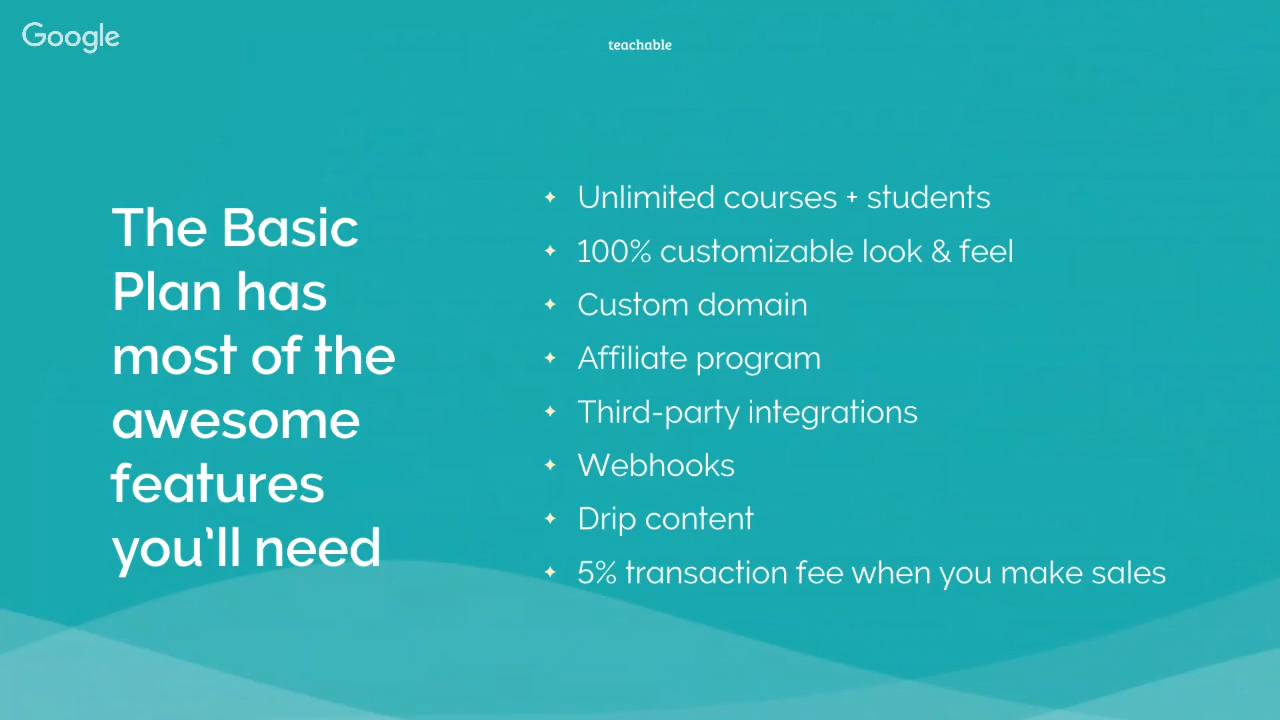 Google
teachable
The Basic
Plan has
most of the
awesome
features
you'll need
Unlimited courses + students
100% customizable look & feel
Custom domain
Affiliate program
Third-party integrations
Webhooks
Drip content
5% transaction fee when you make sales